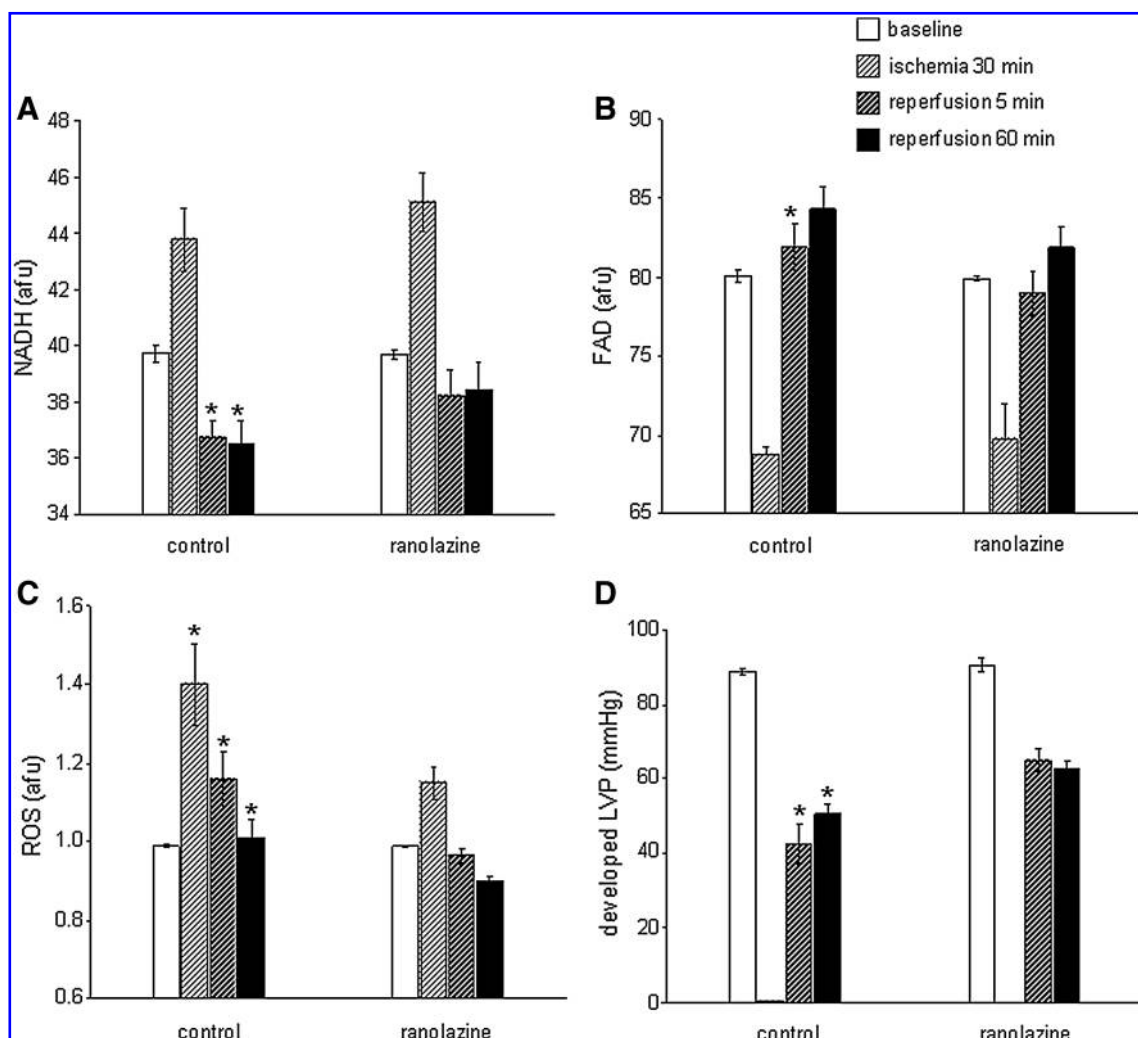 baseline
ischemia 30 min
reperfusion 5 min
reperfusion 60 min
A
NADH (afu)
48
46
44
42
40
38
36
34
* *
control ranolazine
B
FAD (afu)
90
85
80
75
70
65
*
control ranolazine
C
ROS (afu)
1.6
1.4
1.2
1.0
0.8
0.6
*
*
*
control ranolazine
D
developed LVP (mmHg)
100
80
60
40
20
0
* *
control ranolazine